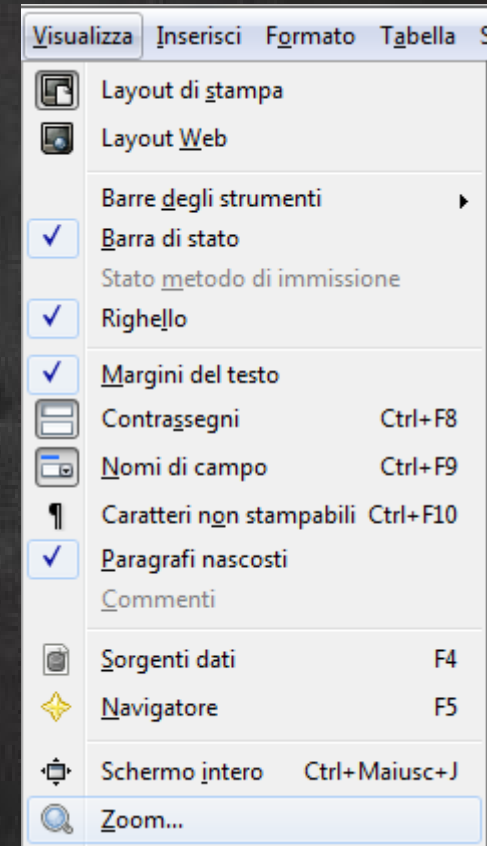 Visualizza Inserisci Formato Tabella S
Layout di stampa
Layout Web
Barre degli strumenti
Barra di stato
Stato metodo di immissione
Righello
Margini del testo
Contrassegni Ctrl+F8
Nomi di campo Ctrl+F9
Caratteri non stampabili Ctrl+F10
Paragrafi nascosti
Commenti
Sorgenti dati F4
Navigatore F5
Schermo intero Ctrl+Maiusc+J
Zoom...